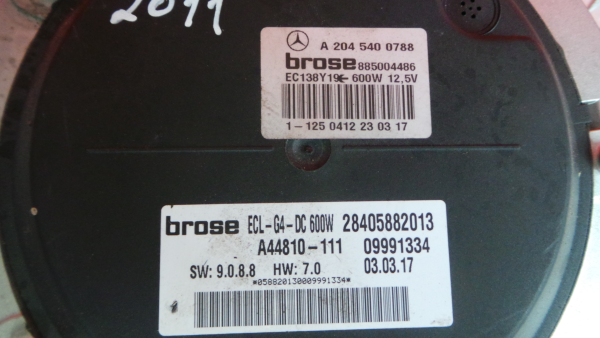 2011
A 204 540 0788
brose 885004486
EC138Y19 600W 12,5V
1-125 0412 23 03 17
brose ECL-G4-DC 600W 28405882013
A44810-111 09991334
SW: 9.0.8.8 HW: 7.0 03.03.17
*058820130009991334*